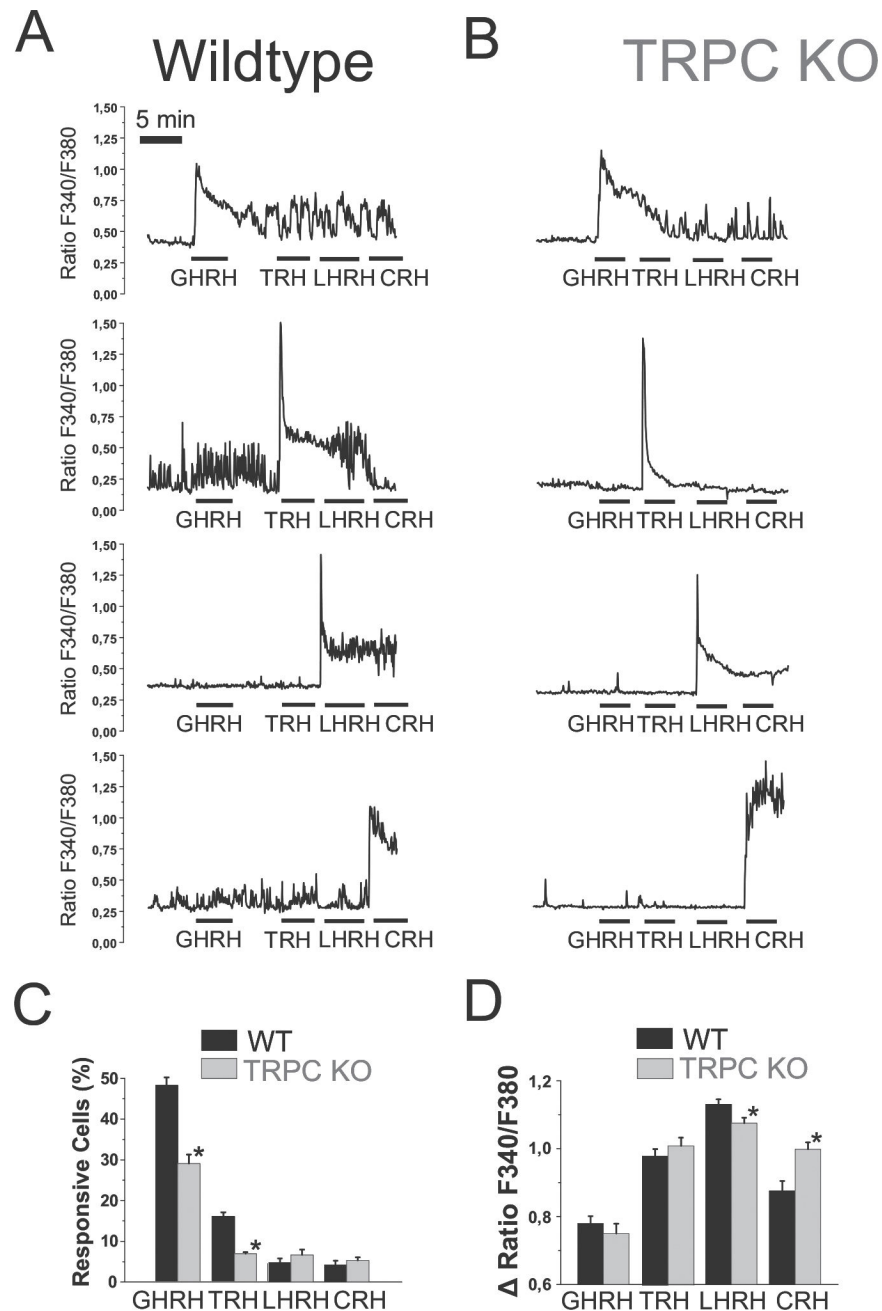 A
B
Wildtype
TRPC KO
5 min
Ratio F340/F380
1,50
1,25
1,00
0,75
0,50
0,25
0,00
GHRH TRH LHRH CRH
GHRH TRH LHRH CRH
Ratio F340/F380
1,50
1,25
1,00
0,75
0,50
0,25
0,00
GHRH TRH LHRH CRH
GHRH TRH LHRH CRH
Ratio F340/F380
1,50
1,25
1,00
0,75
0,50
0,25
0,00
GHRH TRH LHRH CRH
GHRH TRH LHRH CRH
Ratio F340/F380
1,50
1,25
1,00
0,75
0,50
0,25
0,00
GHRH TRH LHRH CRH
GHRH TRH LHRH CRH
C
WT
TRPC KO
Responsive Cells (%)
50
40
30
20
10
0
*
*
GHRH TRH LHRH CRH
D
WT
TRPC KO
Δ Ratio F340/F380
1,2
1,0
0,8
0,6
*
*
GHRH TRH LHRH CRH